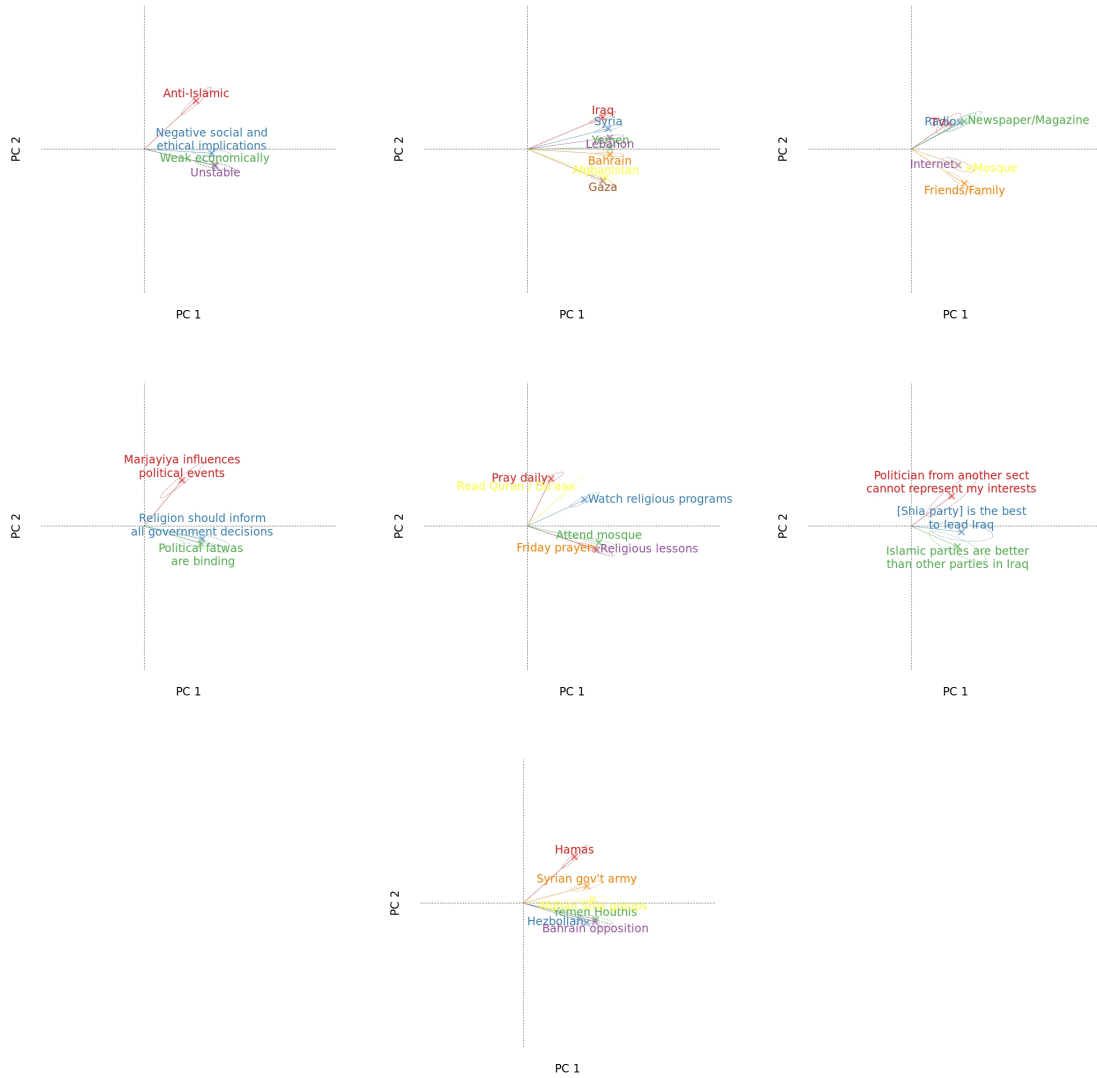 Anti-Islamic
Negative social and
ethical implications
Weak economically
Unstable
PC 2
PC 1
Iraq
Syria
Yemen
Lebanon
Bahrain
Afghanistan
Gaza
PC 2
PC 1
Radio
TV
Newspaper/Magazine
Internet
Mosque
Friends/Family
PC 2
PC 1
Marjayiya influences
political events
Religion should inform
all government decisions
Political fatwas
are binding
PC 2
PC 1
Pray daily
Read Quran /
Watch religious programs
Attend mosque
Friday prayer
Religious lessons
PC 2
PC 1
Politician from another sect
cannot represent my interests
[Shia party] is the best
to lead Iraq
Islamic parties are better
than other parties in Iraq
PC 2
PC 1
Hamas
Syrian gov't army
Yemen Houthis
Hezbollah
Bahrain opposition
PC 2
PC 1